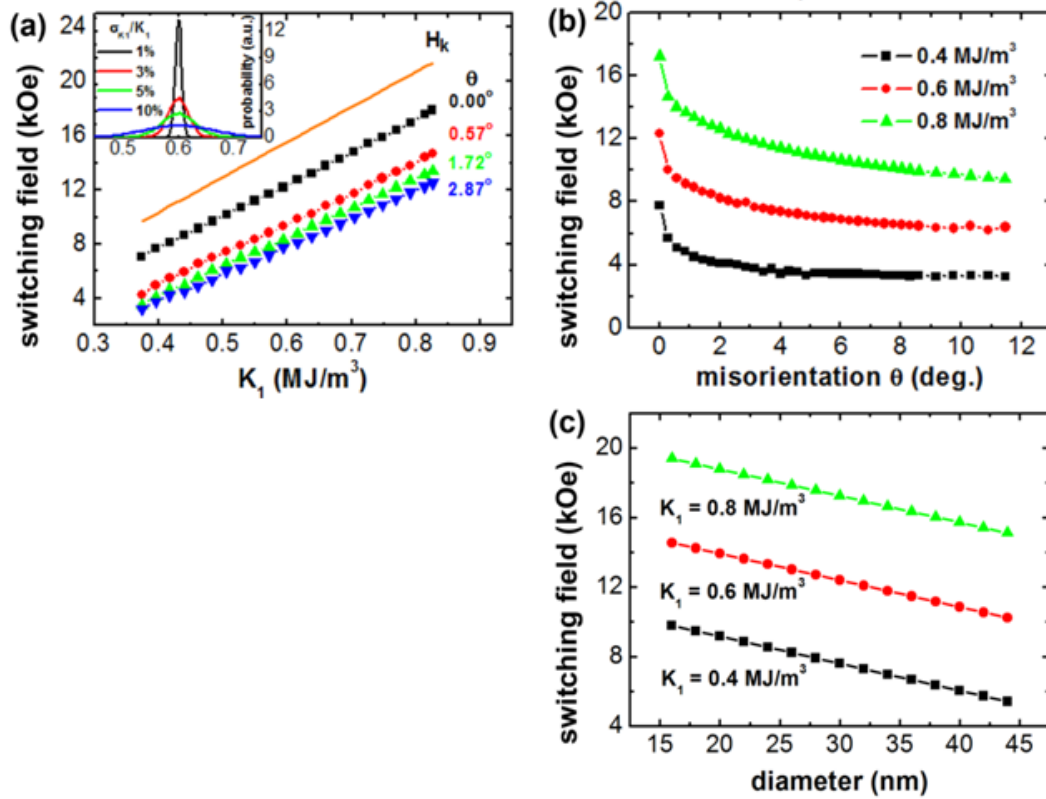 (a)
24
20
16
12
8
4
switching field (kOe)
0.3 0.4 0.5 0.6 0.7 0.8 0.9
K₁ (MJ/m³)
σK1/K₁
1%
3%
5%
10%
0.5 0.6 0.7
12
9
6
3
0
probability (a.u.)
Hk
θ
0.00°
0.57°
1.72°
2.87°
(b)
20
16
12
8
4
0
switching field (kOe)
0 2 4 6 8 10 12
misorientation θ (deg.)
0.4 MJ/m³
0.6 MJ/m³
0.8 MJ/m³
(c)
20
16
12
8
4
switching field (kOe)
K₁ = 0.8 MJ/m³
K₁ = 0.6 MJ/m³
K₁ = 0.4 MJ/m³
15 20 25 30 35 40 45
diameter (nm)